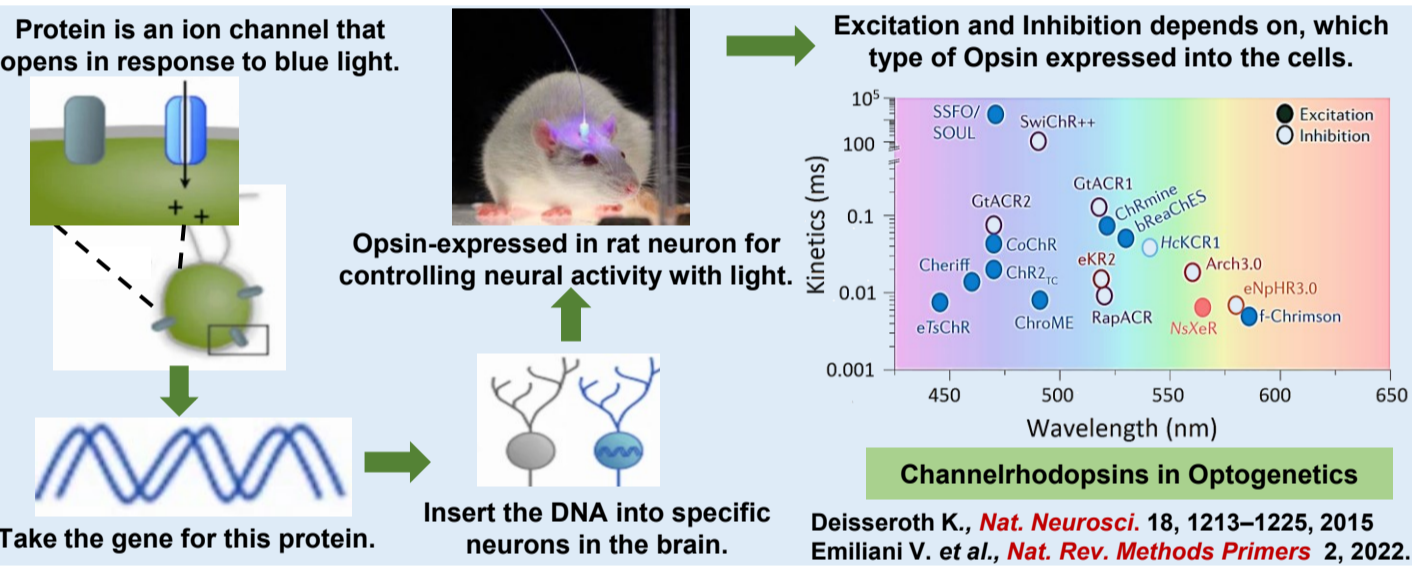 Protein is an ion channel that
opens in response to blue light.
+ +
Take the gene for this protein.
Insert the DNA into specific
neurons in the brain.
Opsin-expressed in rat neuron for
controlling neural activity with light.
Excitation and Inhibition depends on, which
type of Opsin expressed into the cells.
Kinetics (ms)
10⁵
100
0.1
0.01
0.001
Excitation
Inhibition
SSFO/
SOUL
SwiChR++
GtACR1
ChRmine
bReaChES
GtACR2
CoChR
HcKCR1
Cheriff
ChR2TC
eKR2
Arch3.0
eNpHR3.0
eTsChR
ChroME
RapACR
NsXeR
f-Chrimson
450 500 550 600 650
Wavelength (nm)
Channelrhodopsins in Optogenetics
Deisseroth K., Nat. Neurosci. 18, 1213–1225, 2015
Emiliani V. et al., Nat. Rev. Methods Primers 2, 2022.